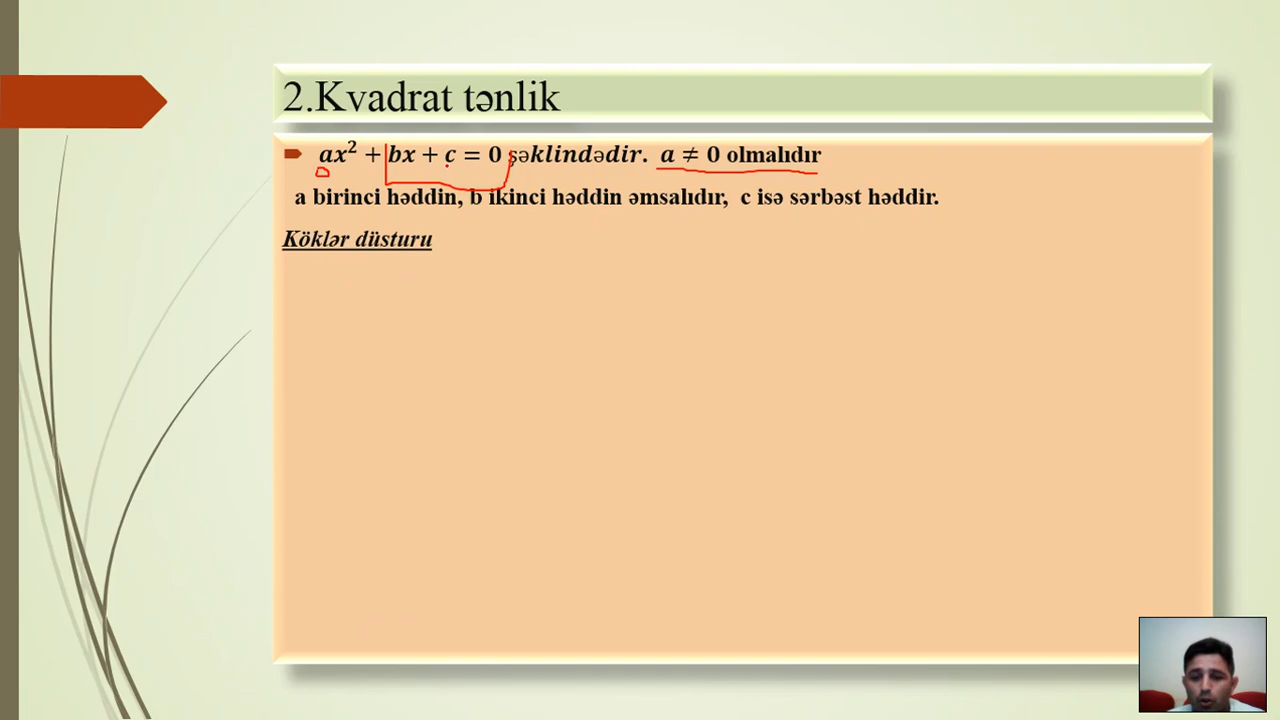 2.Kvadrat tənlik
ax² + bx + c = 0 şəklindədir. a ≠ 0 olmalıdır
a birinci həddin, b ikinci həddin əmsalıdır, c isə sərbəst həddir.
Köklər düsturu